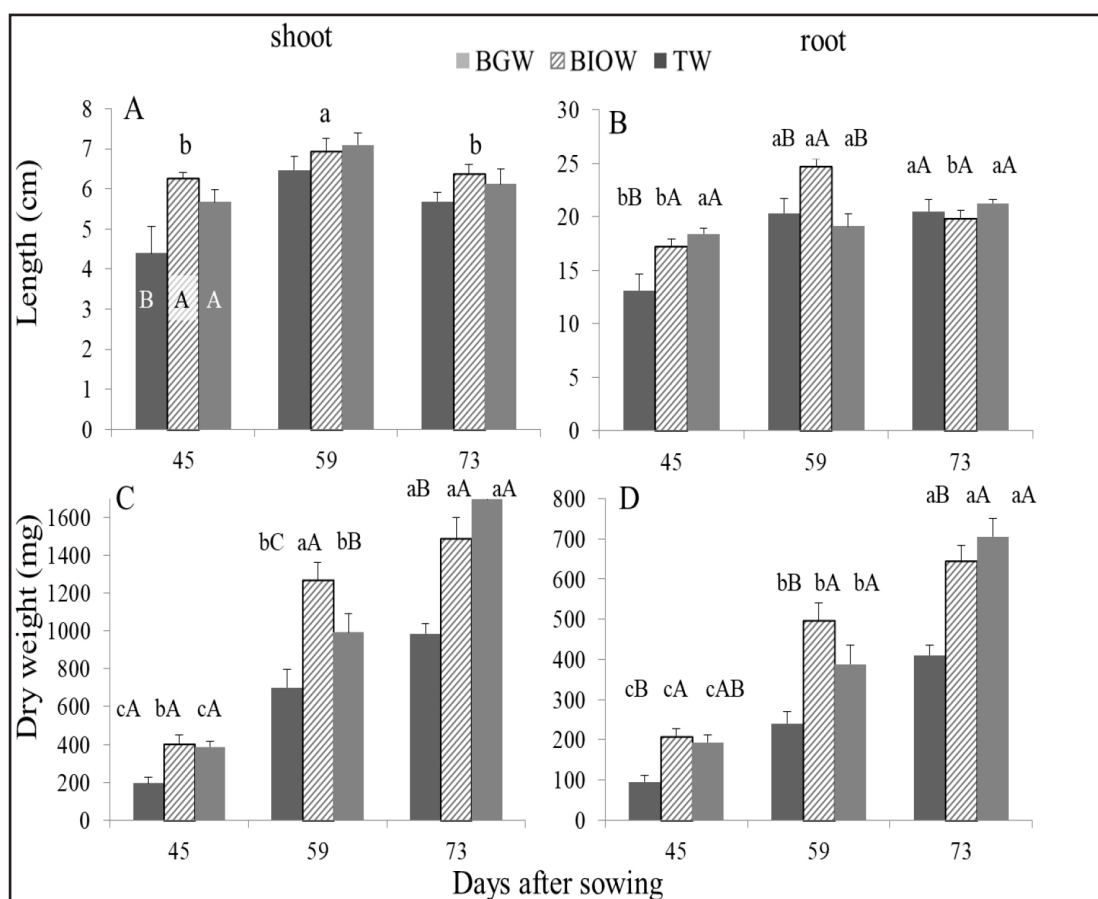 shoot
root
BGW BIOW TW
A
Length (cm)
8
7
6
5
4
3
2
1
0
b
a
b
B A A
45 59 73
B
30
25
20
15
10
5
0
bB bA aA
aB aA aB
aA bA aA
45 59 73
C
Dry weight (mg)
1600
1400
1200
1000
800
600
400
200
0
cA bA cA
bC aA bB
aB aA aA
45 59 73
D
800
700
600
500
400
300
200
100
0
cB cA cAB
bB bA bA
aB aA aA
45 59 73
Days after sowing